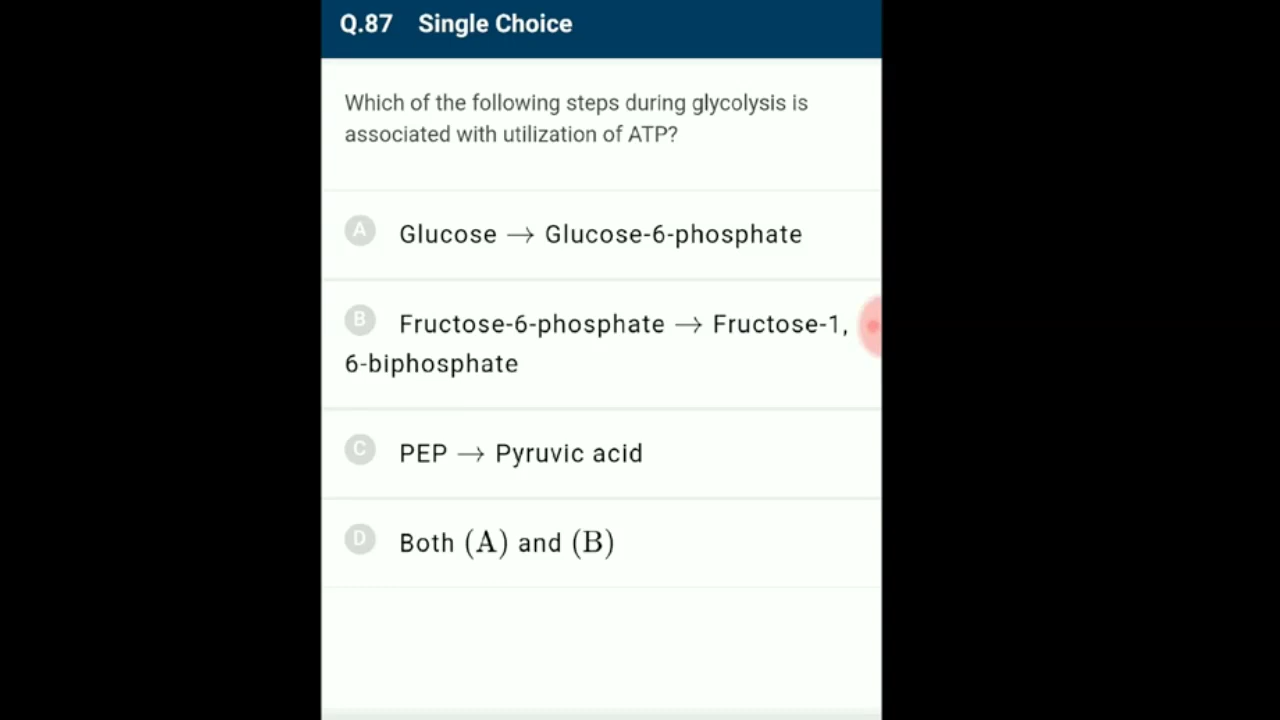 Q.87 Single Choice
Which of the following steps during glycolysis is
associated with utilization of ATP?
A Glucose → Glucose-6-phosphate
B Fructose-6-phosphate → Fructose-1,
6-biphosphate
C PEP → Pyruvic acid
D Both (A) and (B)